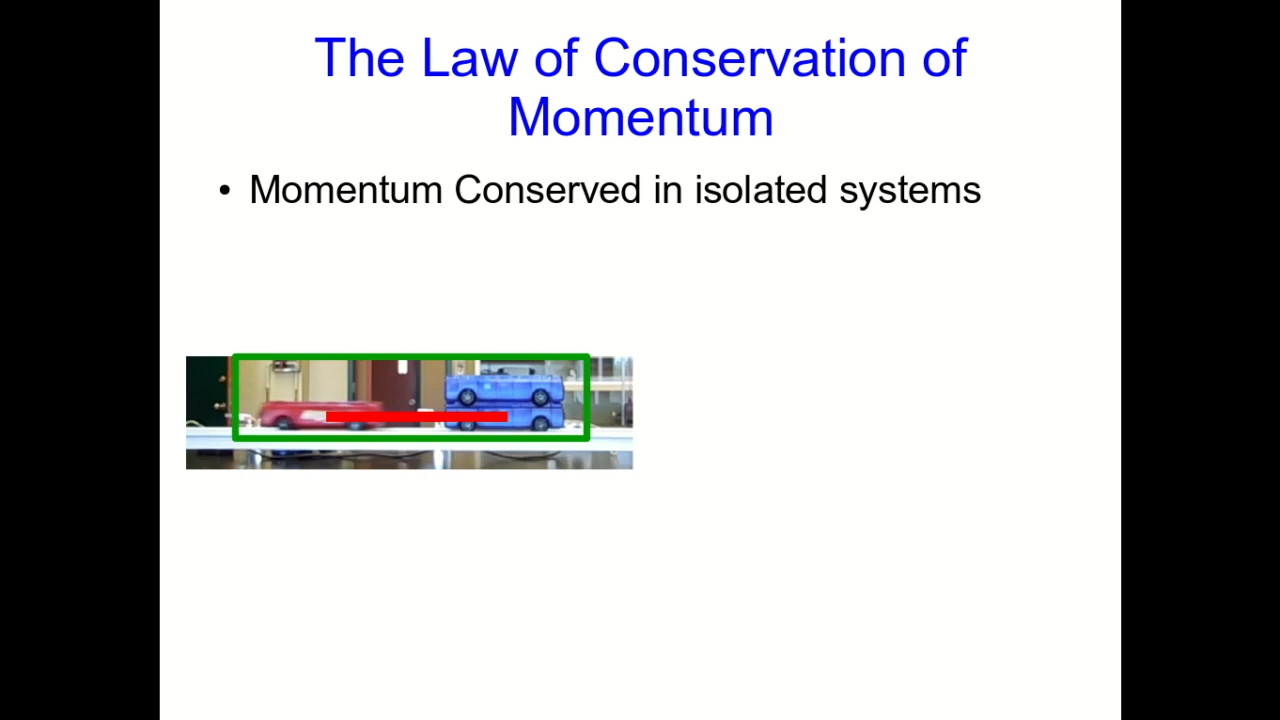 The Law of Conservation of
Momentum
• Momentum Conserved in isolated systems